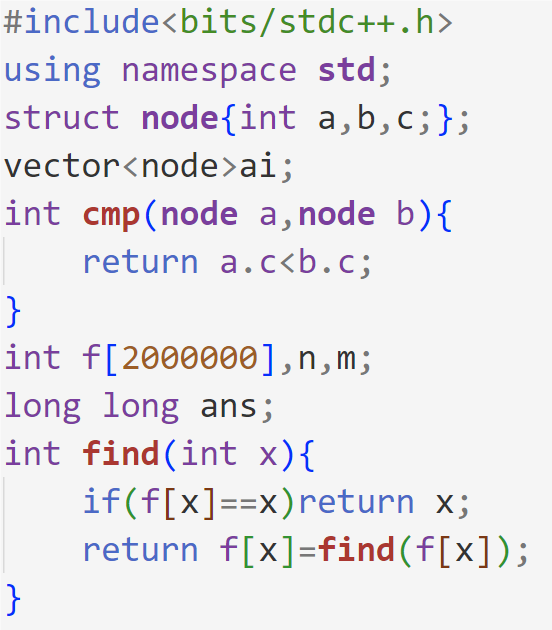 #include<bits/stdc++.h>
using namespace std;
struct node{int a,b,c;};
vector<node>ai;
int cmp(node a,node b){
    return a.c<b.c;
}
int f[2000000],n,m;
long long ans;
int find(int x){
    if(f[x]==x)return x;
    return f[x]=find(f[x]);
}